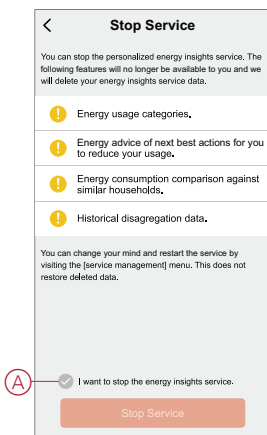 Stop Service
You can stop the personalized energy insights service. The
following features will no longer be available to you and we
will delete your energy insights service data.
Energy usage categories.
Energy advice of next best actions for you
to reduce your usage.
Energy consumption comparison against
similar households.
Historical disagregation data.
You can change your mind and restart the service by
visiting the [service management] menu. This does not
restore deleted data.
A
I want to stop the energy insights service.
Stop Service